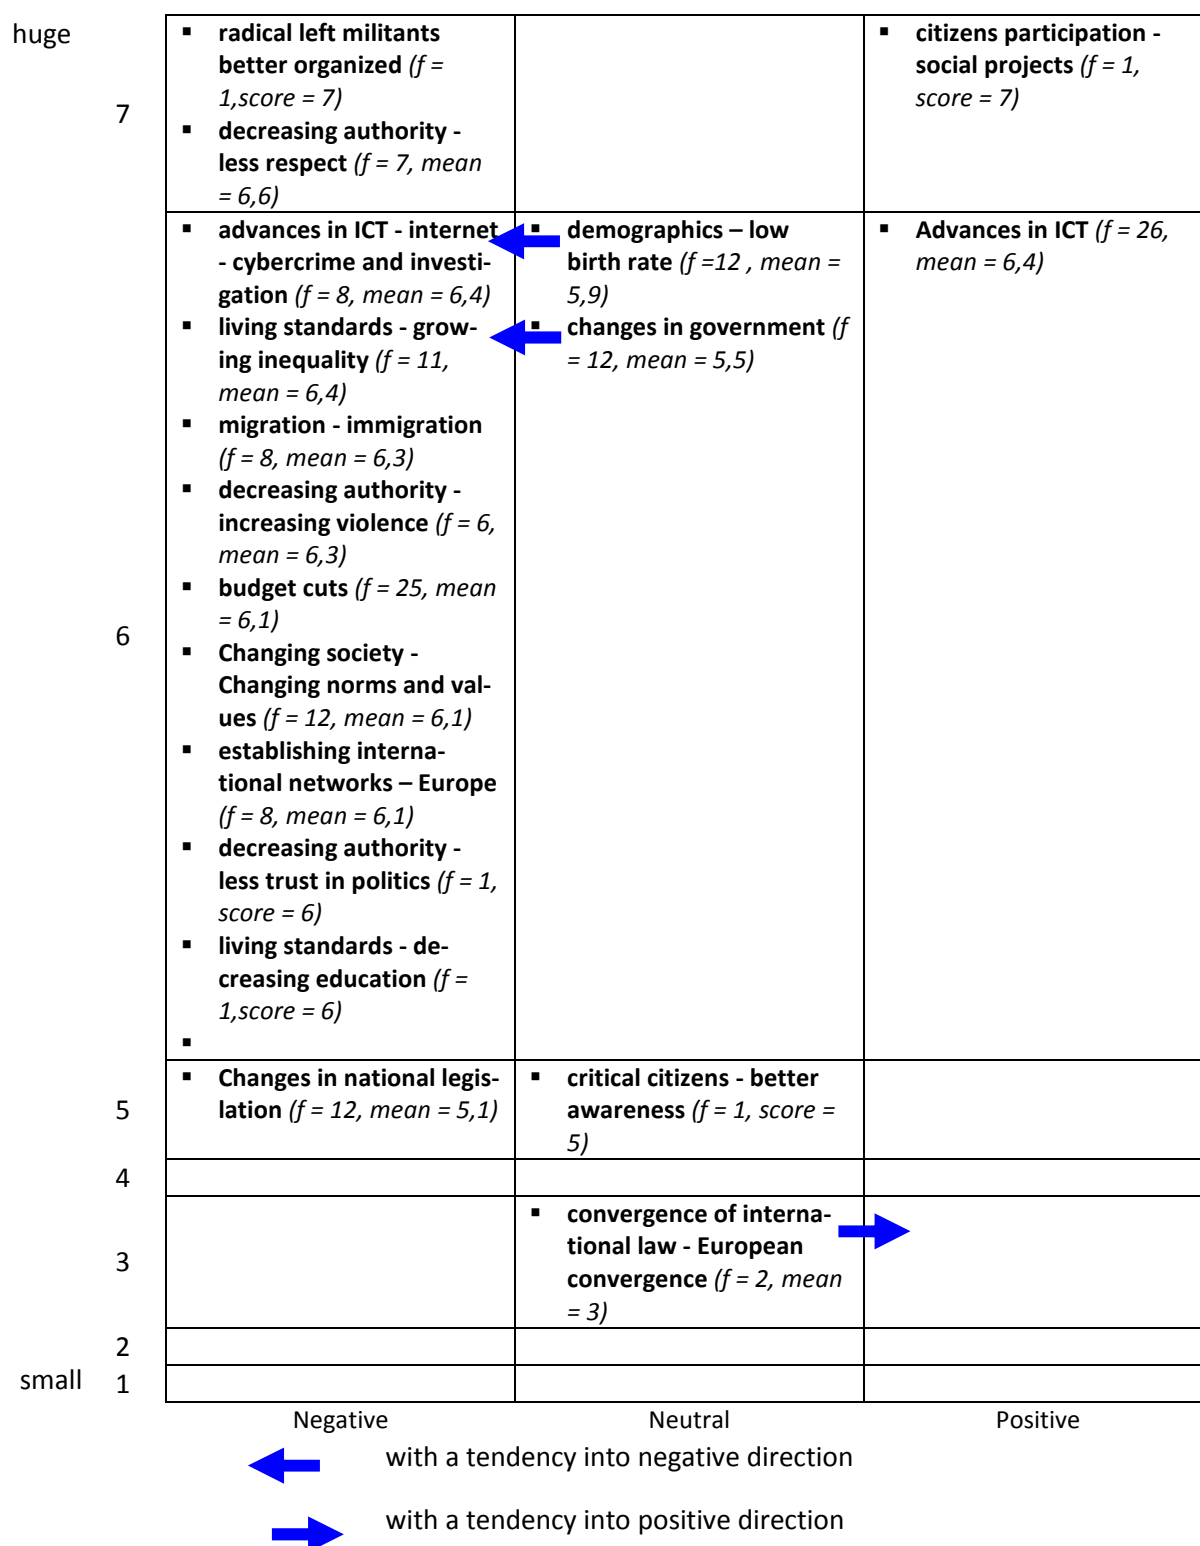 huge
7
▪ radical left militants
better organized (f =
1,score = 7)
▪ decreasing authority -
less respect (f = 7, mean
= 6,6)
▪ citizens participation -
social projects (f = 1,
score = 7)
6
▪ advances in ICT - internet
- cybercrime and investi-
gation (f = 8, mean = 6,4)
▪ living standards - grow-
ing inequality (f = 11,
mean = 6,4)
▪ migration - immigration
(f = 8, mean = 6,3)
▪ decreasing authority -
increasing violence (f = 6,
mean = 6,3)
▪ budget cuts (f = 25, mean
= 6,1)
▪ Changing society -
Changing norms and val-
ues (f = 12, mean = 6,1)
▪ establishing interna-
tional networks – Europe
(f = 8, mean = 6,1)
▪ decreasing authority -
less trust in politics (f = 1,
score = 6)
▪ living standards - de-
creasing education (f =
1,score = 6)
▪
▪ demographics – low
birth rate (f =12 , mean =
5,9)
▪ changes in government (f
= 12, mean = 5,5)
▪ Advances in ICT (f = 26,
mean = 6,4)
5
▪ Changes in national legis-
lation (f = 12, mean = 5,1)
▪ critical citizens - better
awareness (f = 1, score =
5)
4
3
▪ convergence of interna-
tional law - European
convergence (f = 2, mean
= 3)
2
small 1
Negative Neutral Positive
with a tendency into negative direction
with a tendency into positive direction